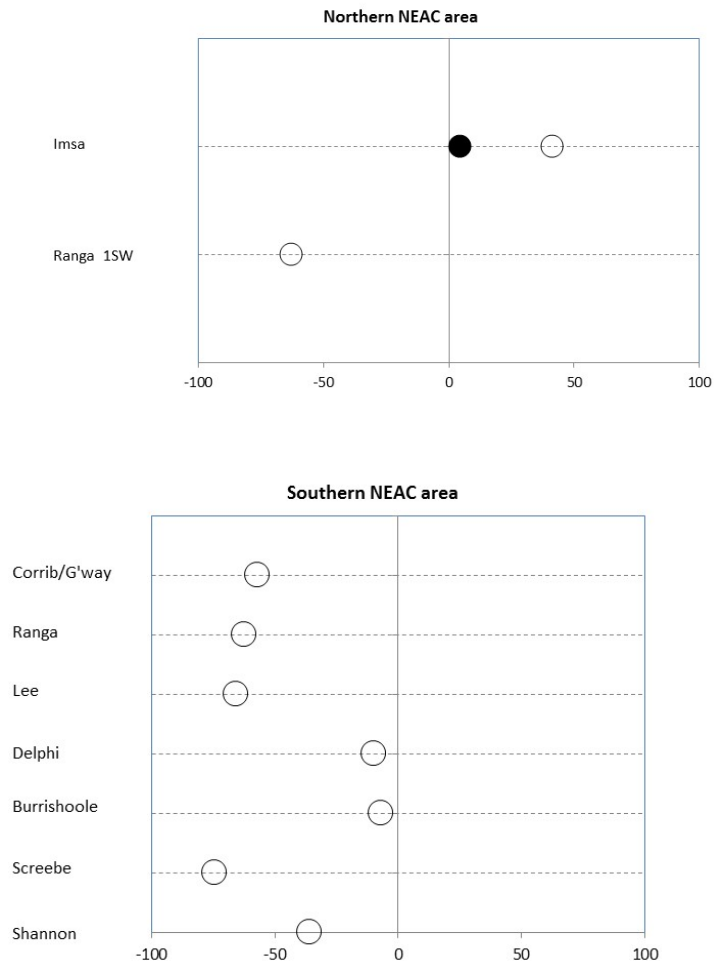 Northern NEAC area
Imsa
Ranga 1SW
-100 -50 0 50 100
Southern NEAC area
Corrib/G'way
Ranga
Lee
Delphi
Burrishoole
Screebe
Shannon
-100 -50 0 50 100